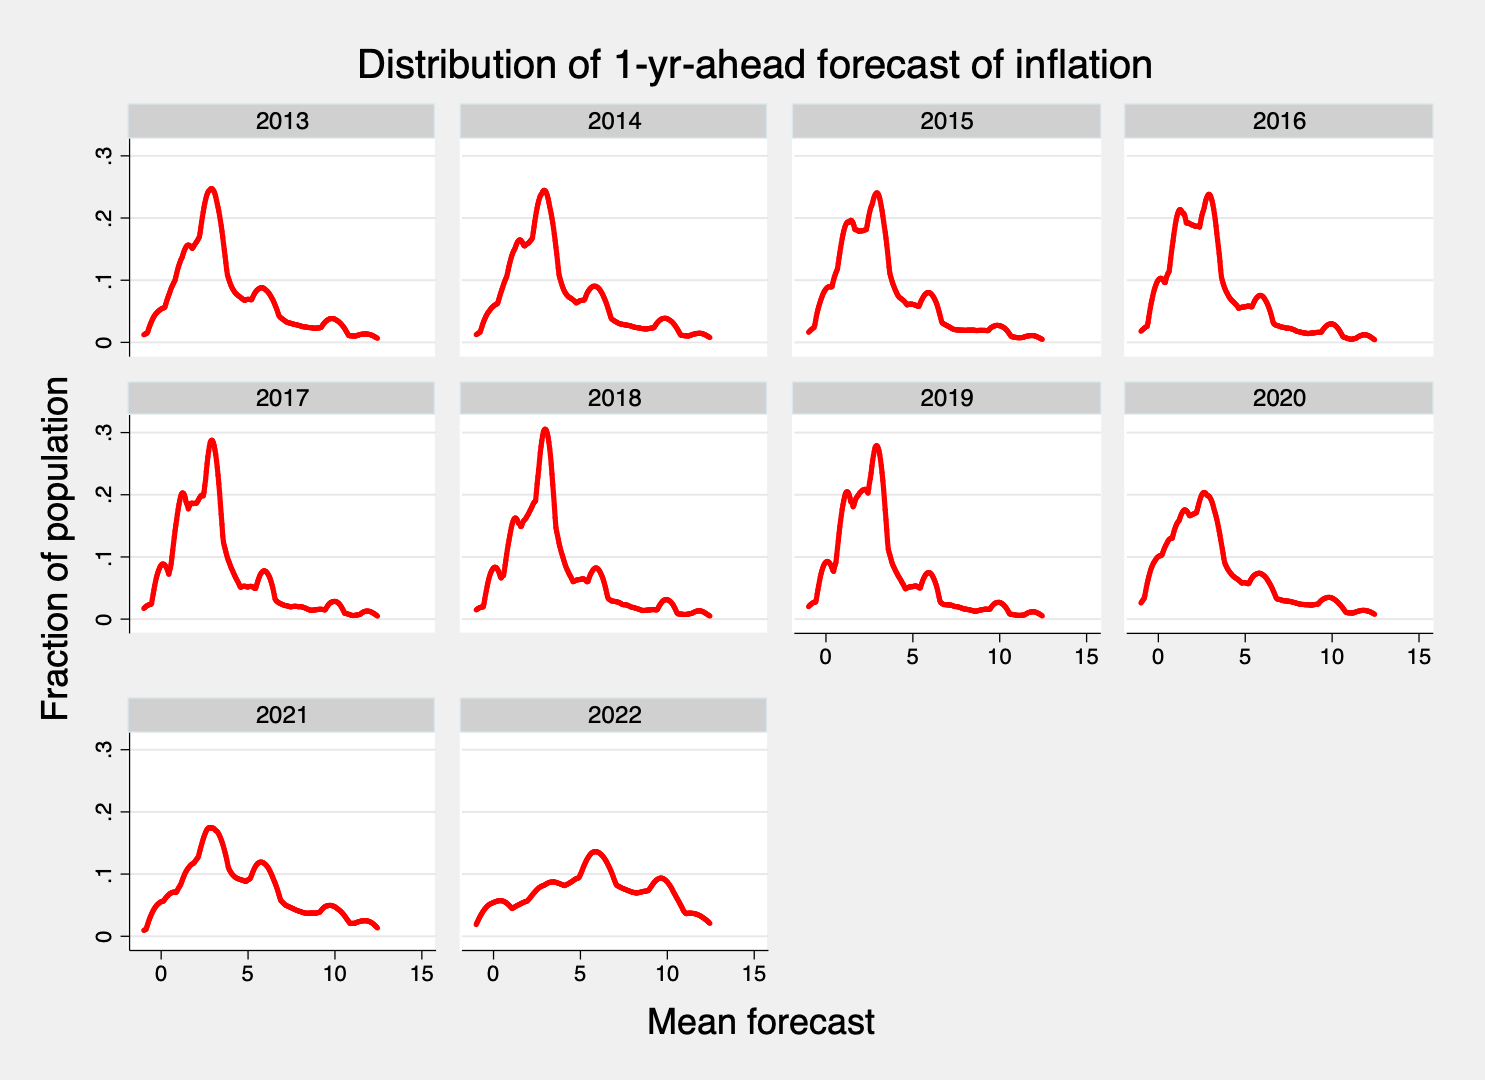 Distribution of 1-yr-ahead forecast of inflation
2013 2014 2015 2016
.3
.2
.1
0
2017 2018 2019 2020
.3
.2
.1
0
0 5 10 15 0 5 10 15
2021 2022
.3
.2
.1
0
0 5 10 15 0 5 10 15
Fraction of population
Mean forecast